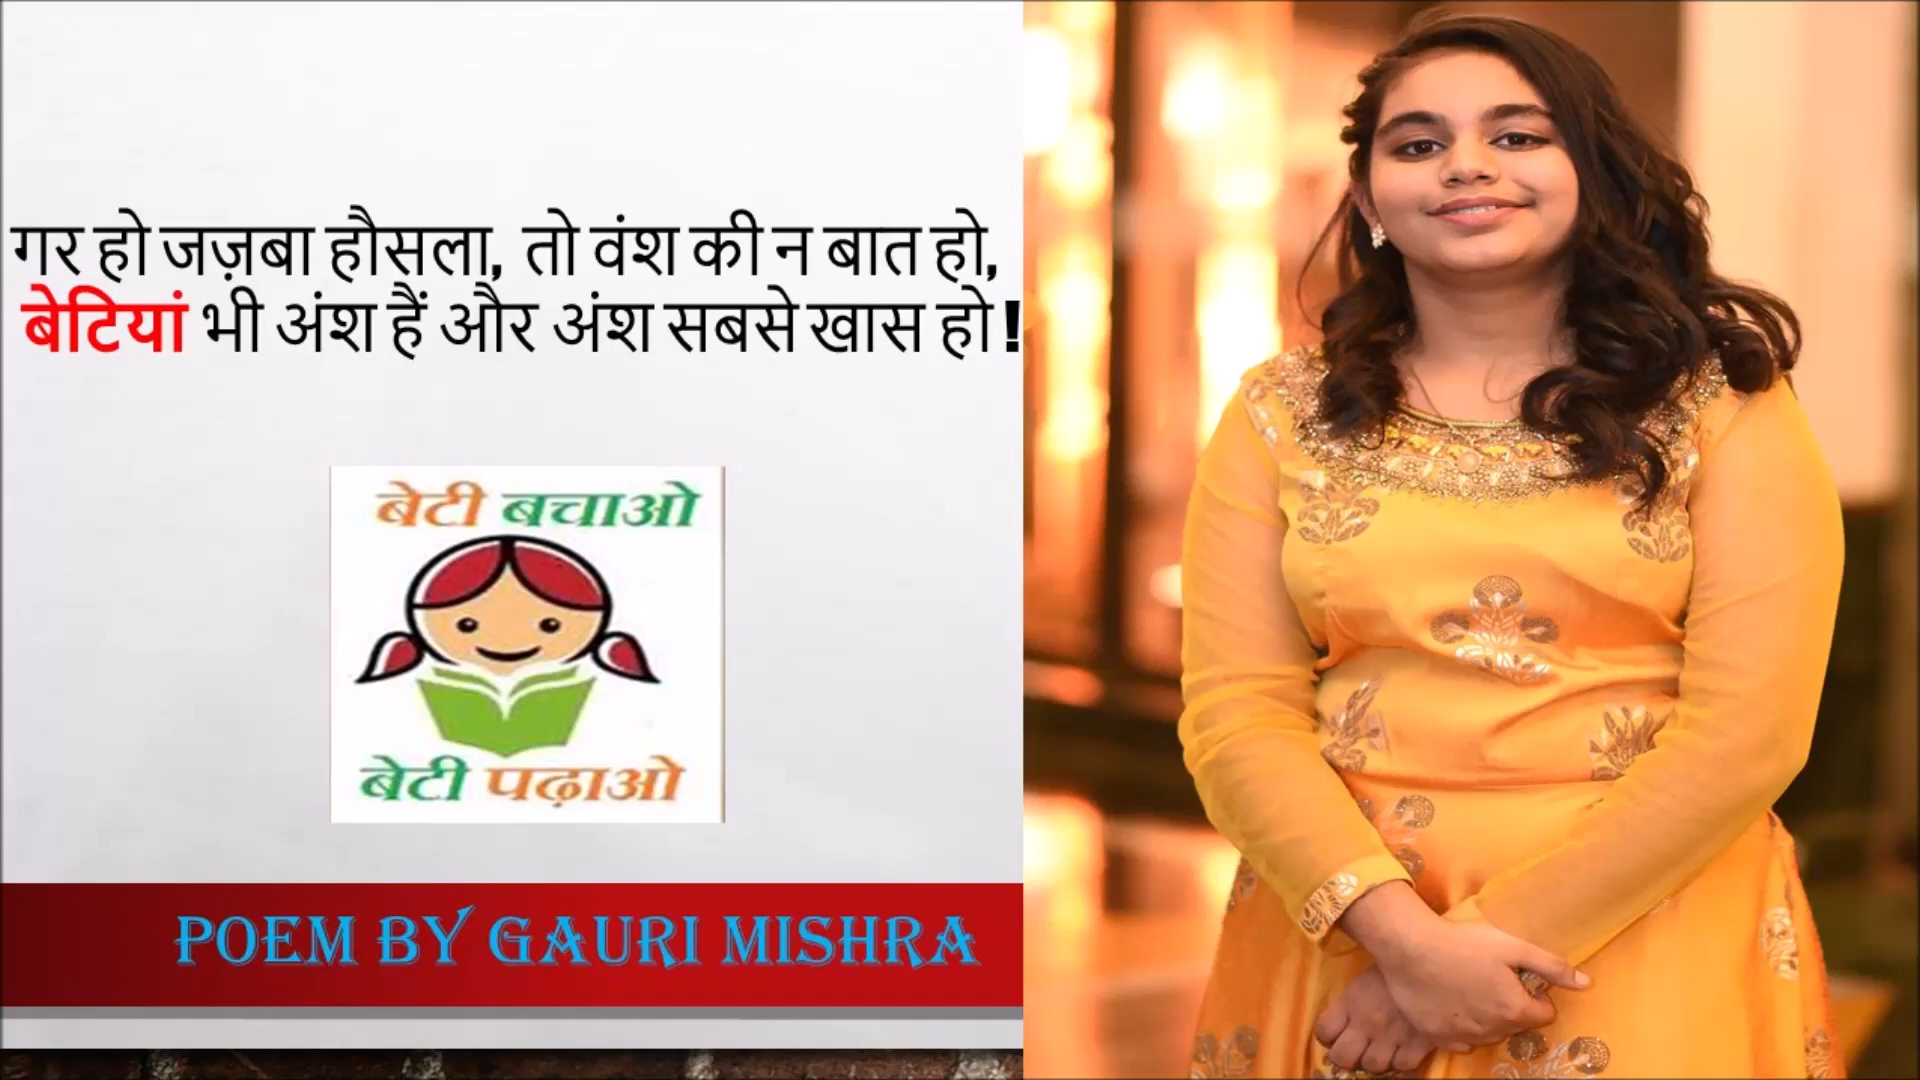 गर हो जज़बा हौसला, तो वंश की न बात हो,
बेटियां भी अंश हैं और अंश सबसे खास हो!
बेटी बचाओ
बेटी पढ़ाओ
POEM BY GAURI MISHRA